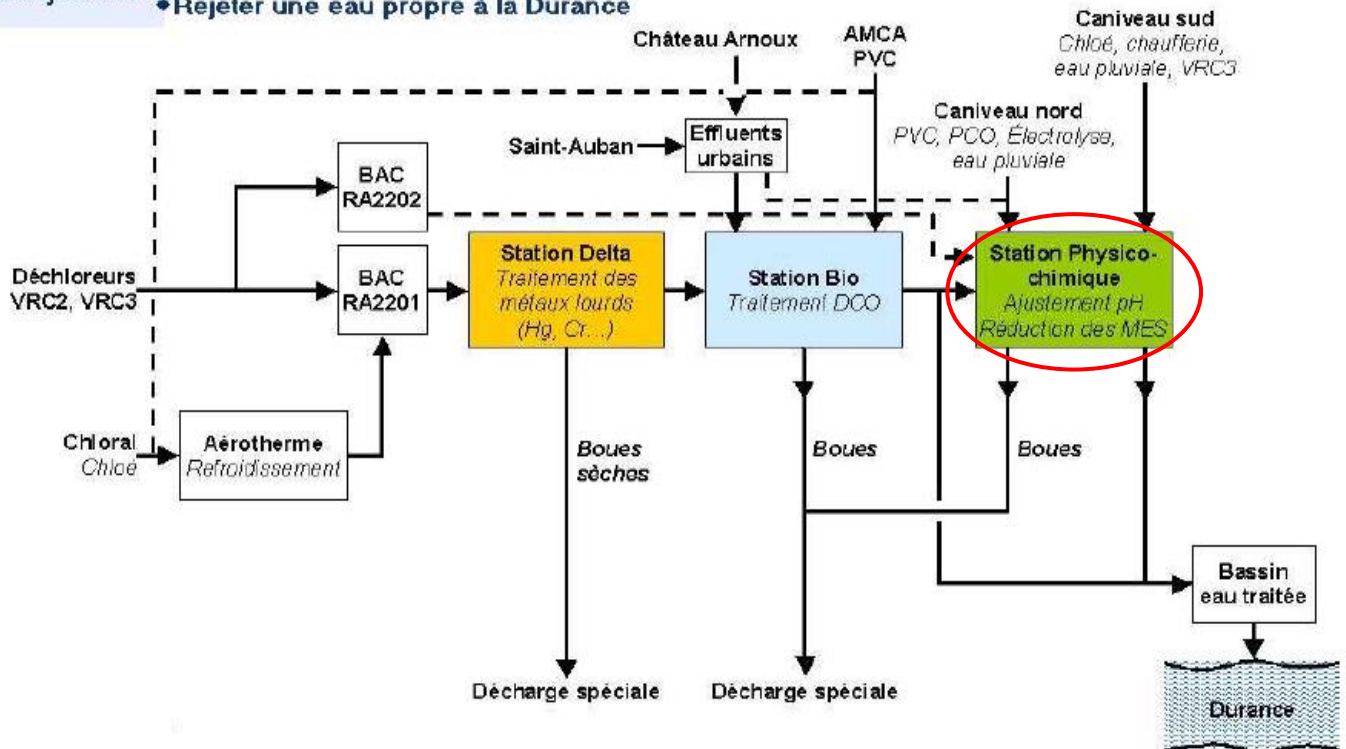 •Rejeter une eau propre à la Durance
Château Arnoux
AMCA
PVC
Caniveau sud
Chloé, chaufferie,
eau pluviale, VRC3
Caniveau nord
PVC, PCO, Électrolyse,
eau pluviale
Saint-Auban
Effluents
urbains
BAC
RA2202
Déchloreurs
VRC2, VRC3
BAC
RA2201
Station Delta
Traitement des
métaux lourds
(Hg, Cr...)
Station Bio
Traitement DCO
Station Physico-
chimique
Ajustement pH
Réduction des MES
Chloral
Chloé
Aérotherme
Refroidissement
Boues
sèches
Boues
Boues
Bassin
eau traitée
Décharge spéciale
Décharge spéciale
Durance